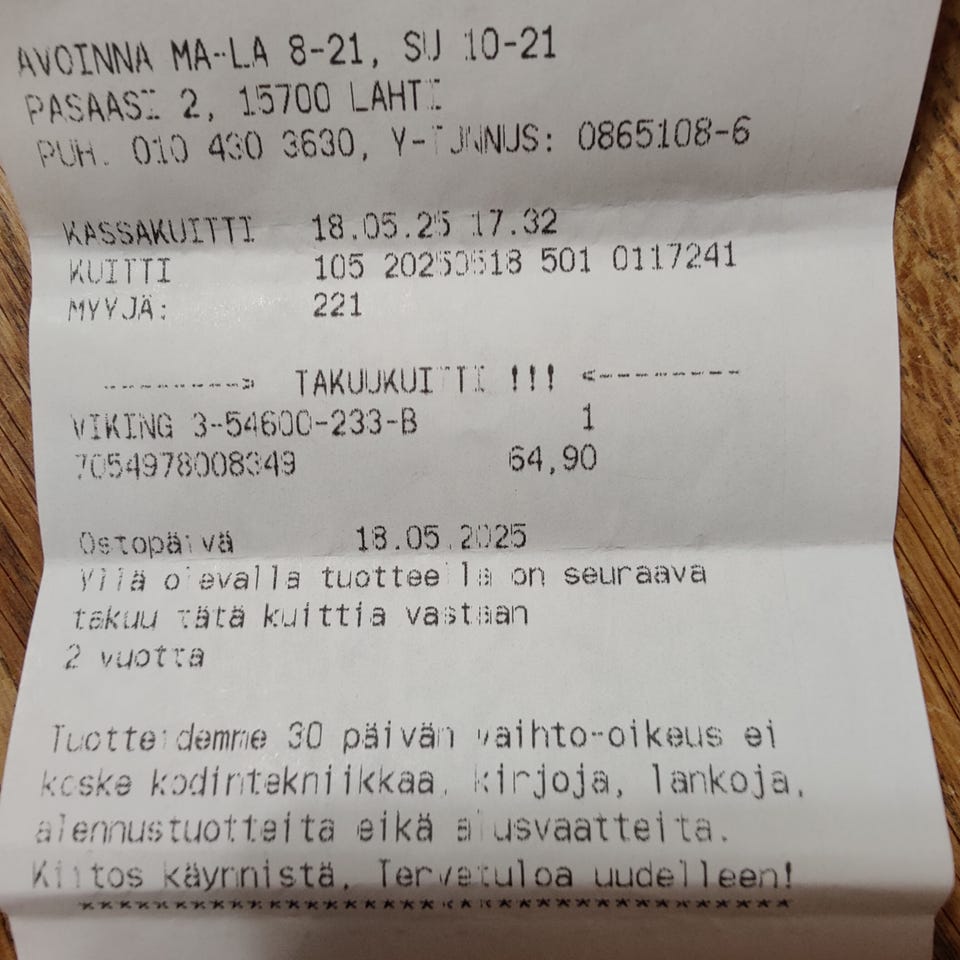 AVOINNA MA-LA 8-21, SU 10-21
PASAASI 2, 15700 LAHTI
PUH. 010 430 3630, Y-TUNNUS: 0865108-6
KASSAKUITTI 18.05.25 17.32
KUITTI 105 20250518 501 0117241
MYYJÄ: 221
---------> TAKUUKUITTI !!! <---------
VIKING 3-54600-233-B 1
7054978008349 64,90
Ostopäivä 18.05.2025
Yllä olevalla tuotteella on seuraava
takuu tätä kuittia vastaan
2 vuotta
Tuotteidemme 30 päivän vaihto-oikeus ei
koske kodintekniikkaa, kirjoja, lankoja,
alennustuotteita eikä alusvaatteita.
Kiitos käynnistä, Tervetuloa uudelleen!
****************************************